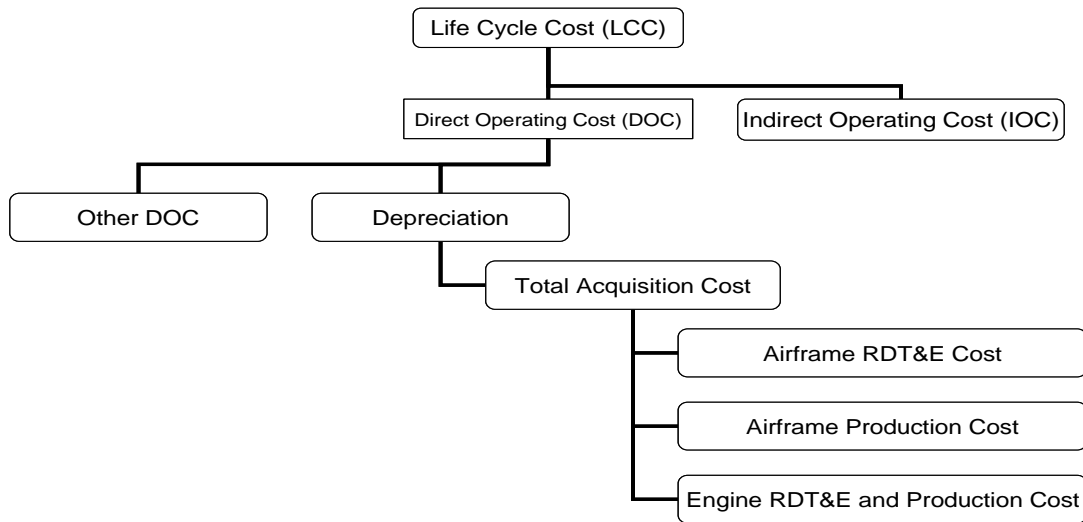 Life Cycle Cost (LCC)
Direct Operating Cost (DOC)
Indirect Operating Cost (IOC)
Other DOC
Depreciation
Total Acquisition Cost
Airframe RDT&E Cost
Airframe Production Cost
Engine RDT&E and Production Cost